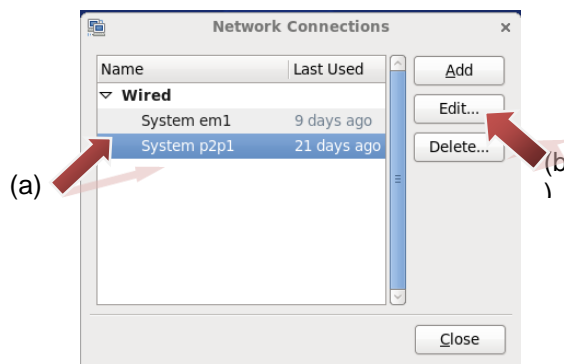 Network Connections
Name Last Used
Wired
System em1 9 days ago
System p2p1 21 days ago
Add
Edit...
Delete...
(a)
(b
)
Close